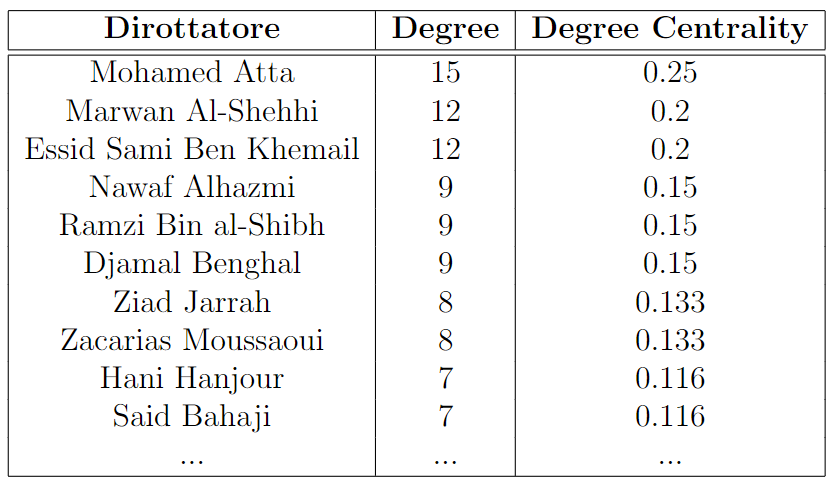 Dirottatore Degree Degree Centrality
Mohamed Atta 15 0.25
Marwan Al-Shehhi 12 0.2
Essid Sami Ben Khemail 12 0.2
Nawaf Alhazmi 9 0.15
Ramzi Bin al-Shibh 9 0.15
Djamal Benghal 9 0.15
Ziad Jarrah 8 0.133
Zacarias Moussaoui 8 0.133
Hani Hanjour 7 0.116
Said Bahaji 7 0.116
... ... ...